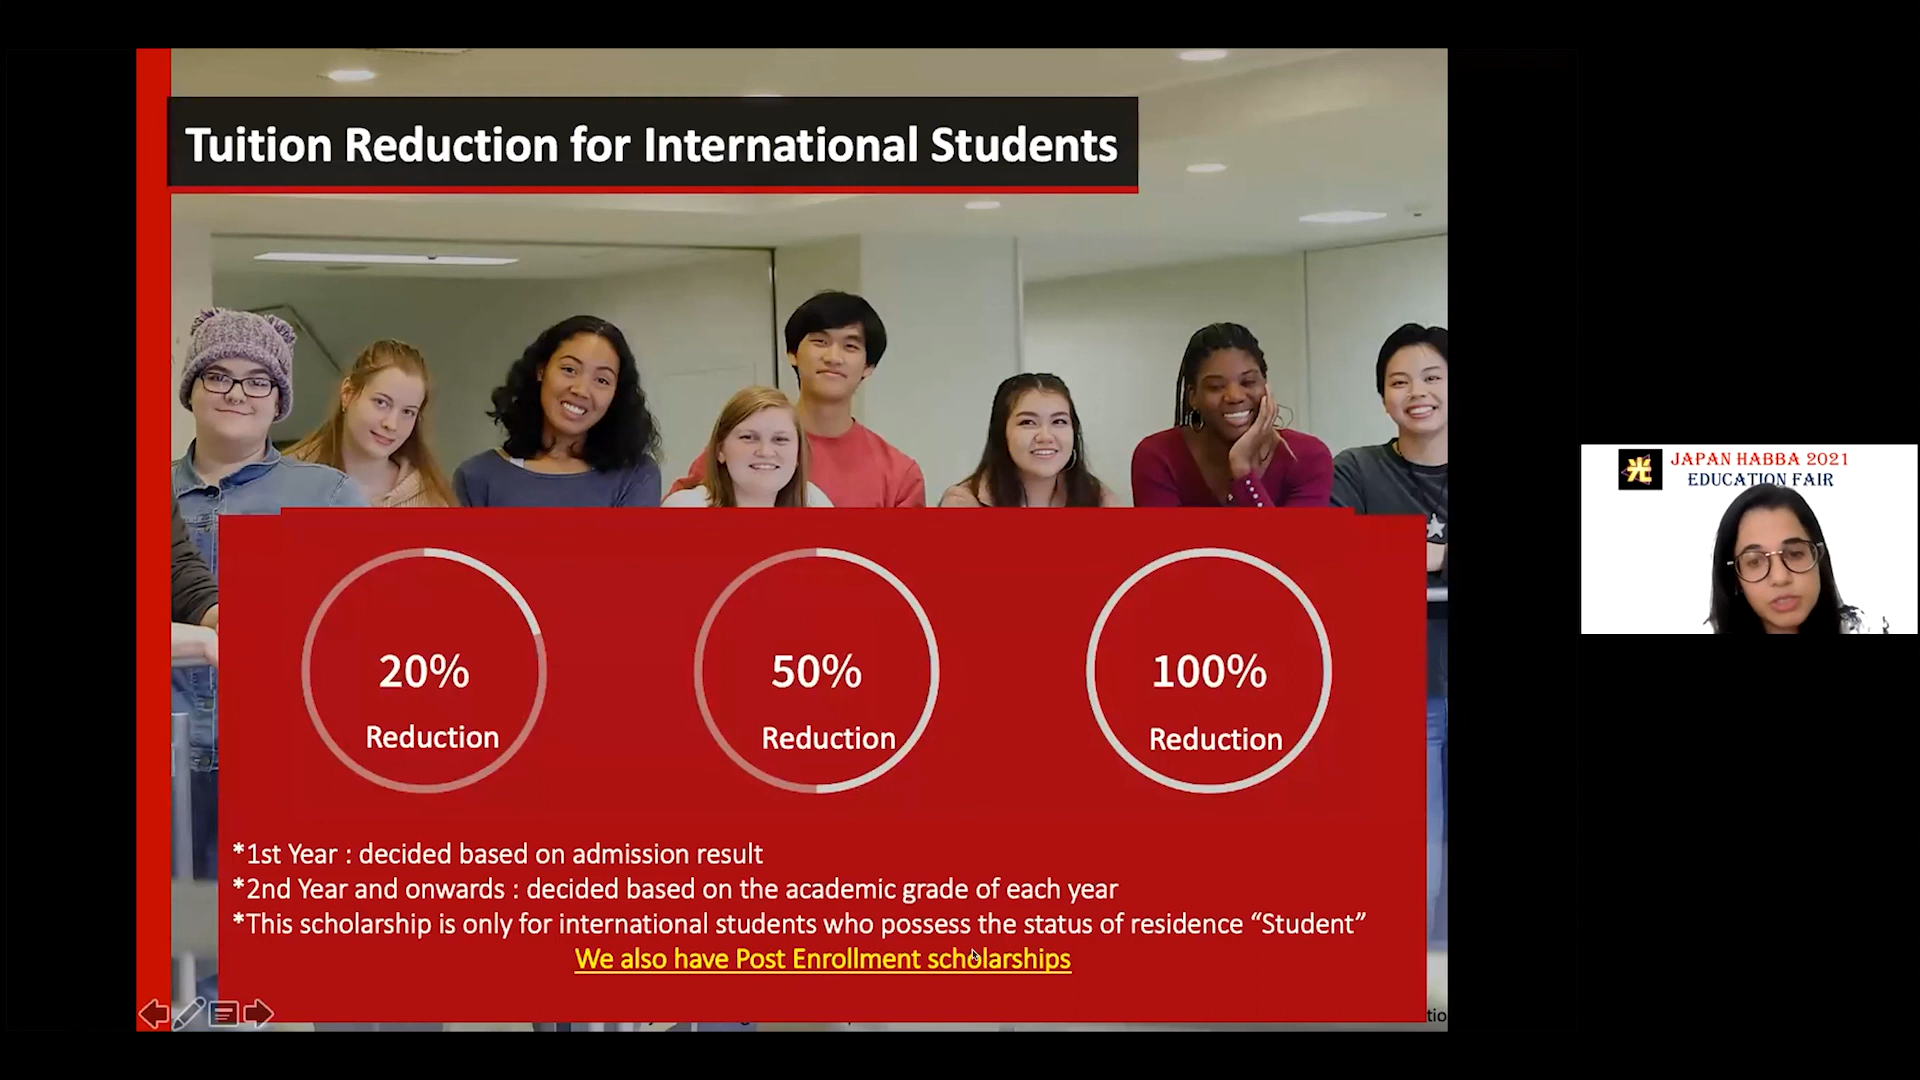 Tuition Reduction for International Students
20%
Reduction
50%
Reduction
100%
Reduction
*1st Year : decided based on admission result
*2nd Year and onwards : decided based on the academic grade of each year
*This scholarship is only for international students who possess the status of residence “Student”
We also have Post Enrollment scholarships
光
JAPAN HABBA 2021
EDUCATION FAIR